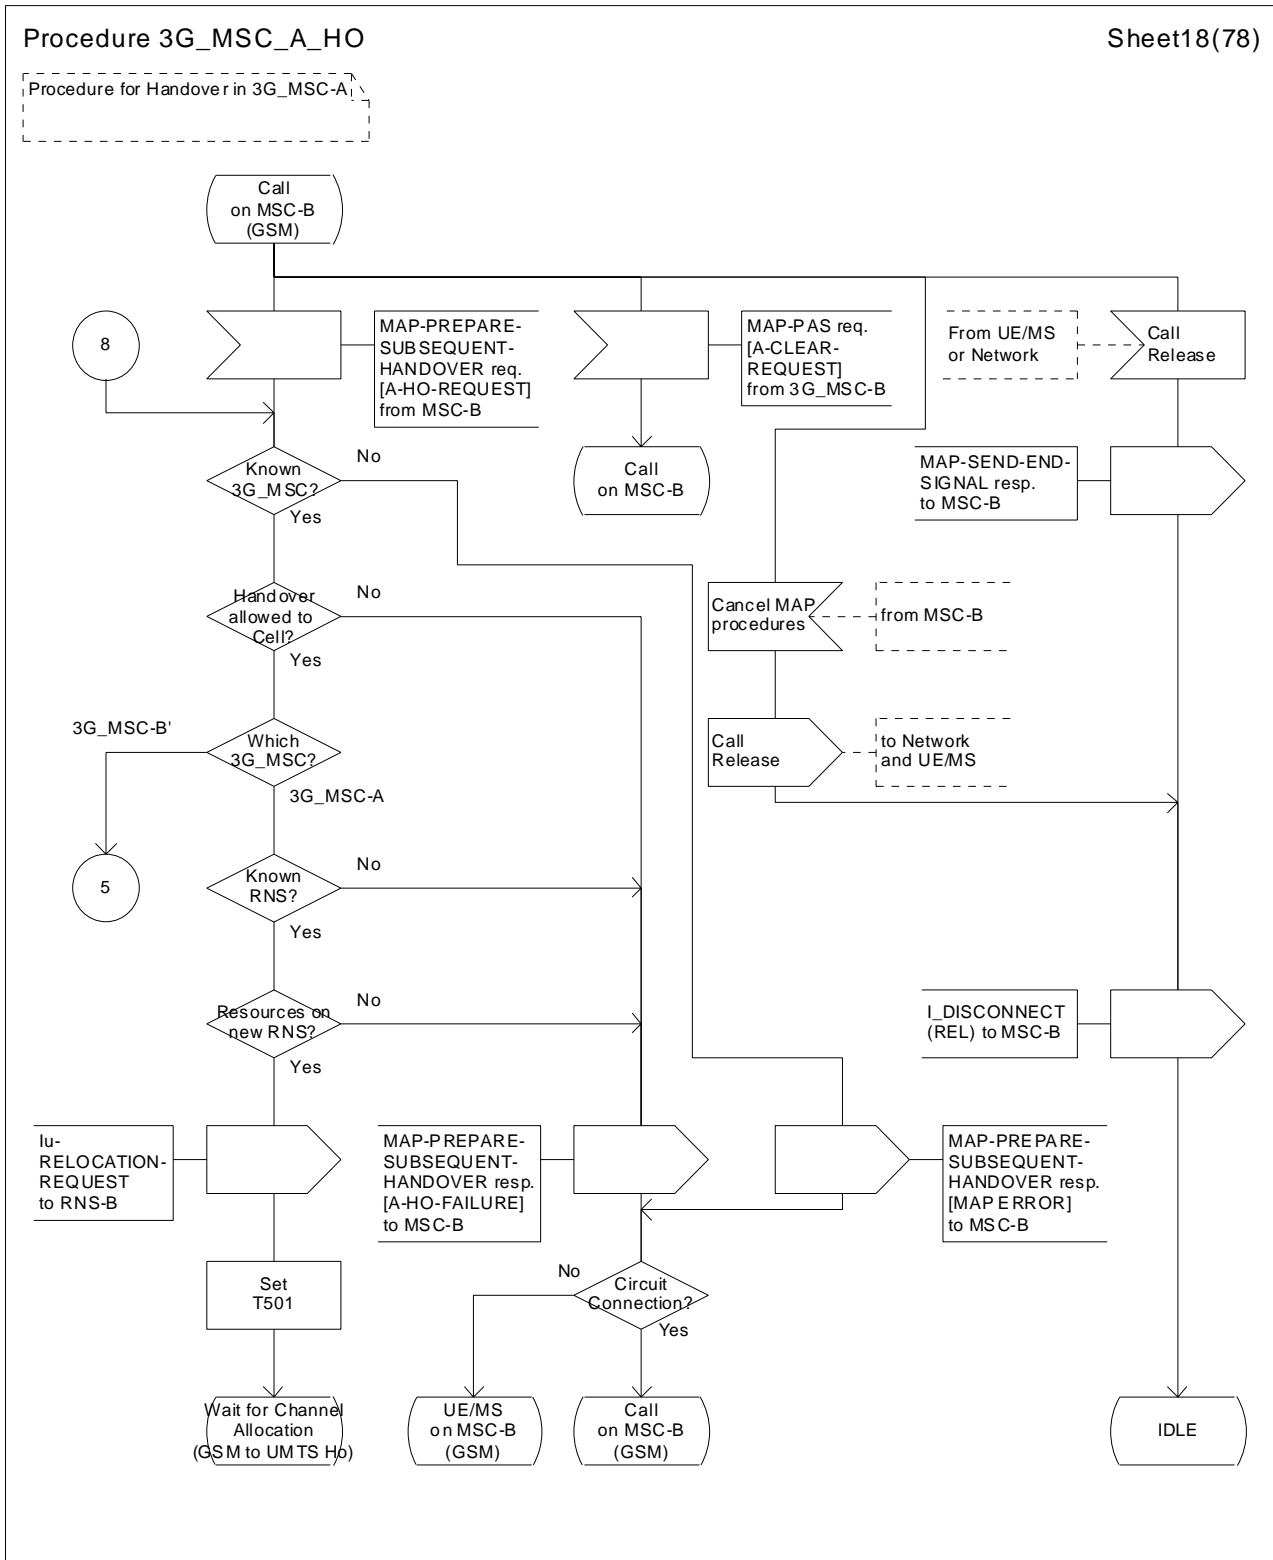 Procedure 3G_MSC_A_HO
Sheet18(78)
Procedure for Handover in 3G_MSC-A
Call
on MSC-B
(GSM)
8
MAP-PREPARE-
SUBSEQUENT-
HANDOVER req.
[A-HO-REQUEST]
from MSC-B
MAP-PAS req.
[A-CLEAR-
REQUEST]
from 3G_MSC-B
From UE/MS
or Network
Call
Release
Known
3G_MSC?
No
Yes
Call
on MSC-B
MAP-SEND-END-
SIGNAL resp.
to MSC-B
Handover
allowed to
Cell?
No
Yes
Cancel MAP
procedures
from MSC-B
3G_MSC-B'
Which
3G_MSC?
3G_MSC-A
Call
Release
to Network
and UE/MS
5
Known
RNS?
No
Yes
Resources on
new RNS?
No
Yes
I_DISCONNECT
(REL) to MSC-B
Iu-
RELOCATION-
REQUEST
to RNS-B
MAP-PREPARE-
SUBSEQUENT-
HANDOVER resp.
[A-HO-FAILURE]
to MSC-B
MAP-PREPARE-
SUBSEQUENT-
HANDOVER resp.
[MAP ERROR]
to MSC-B
Set
T501
No
Circuit
Connection?
Yes
Wait for Channel
Allocation
(GSM to UMTS Ho)
UE/MS
on MSC-B
(GSM)
Call
on MSC-B
(GSM)
IDLE